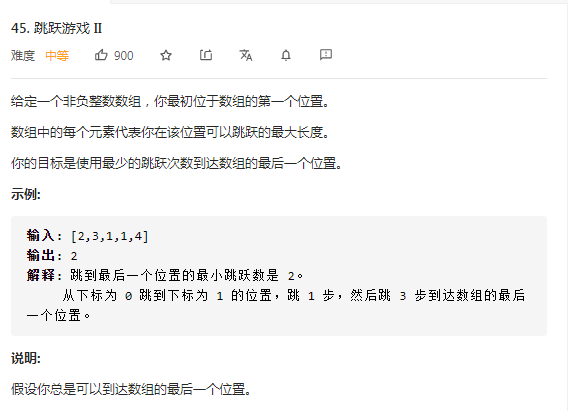 45. 跳跃游戏 II
难度 中等 900
给定一个非负整数数组，你最初位于数组的第一个位置。
数组中的每个元素代表你在该位置可以跳跃的最大长度。
你的目标是使用最少的跳跃次数到达数组的最后一个位置。
示例:
输入: [2,3,1,1,4]
输出: 2
解释: 跳到最后一个位置的最小跳跃数是 2。
从下标为 0 跳到下标为 1 的位置，跳 1 步，然后跳 3 步到达数组的最后
一个位置。
说明:
假设你总是可以到达数组的最后一个位置。